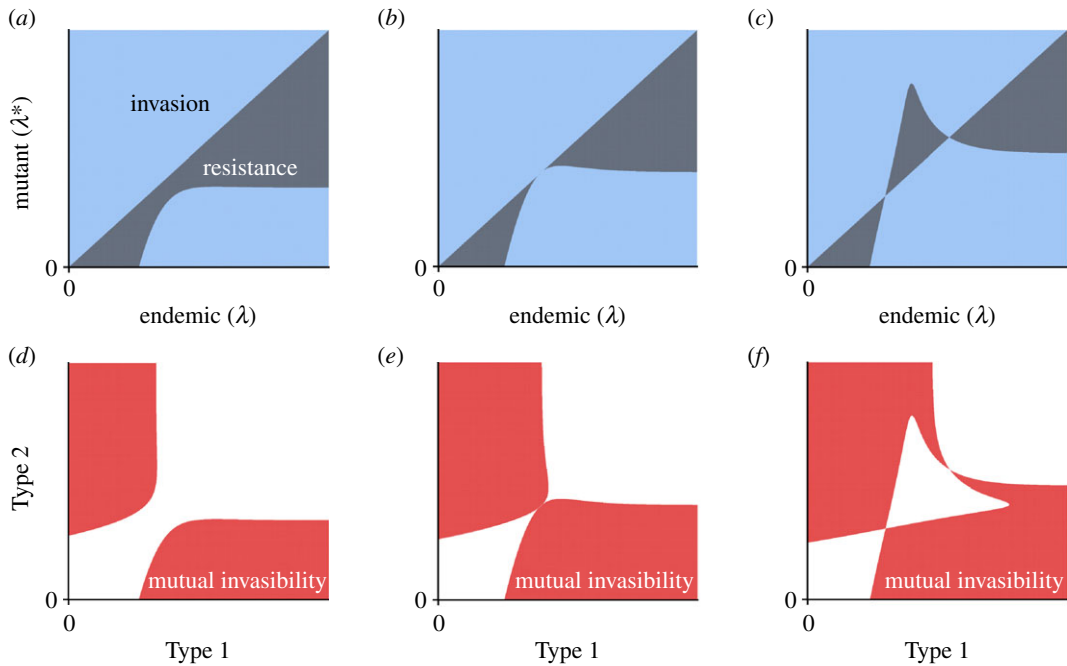 (a)
(b)
(c)
mutant (λ*)
invasion
resistance
0
0
0
0
0
0
endemic (λ)
endemic (λ)
endemic (λ)
(d)
(e)
(f)
Type 2
mutual invasibility
mutual invasibility
mutual invasibility
0
0
0
0
0
0
Type 1
Type 1
Type 1